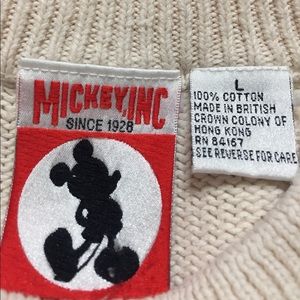 MICKEY, INC
SINCE 1928
L
100% COTTON
MADE IN BRITISH
CROWN COLONY OF
HONG KONG
RN 84167
SEE REVERSE FOR CARE